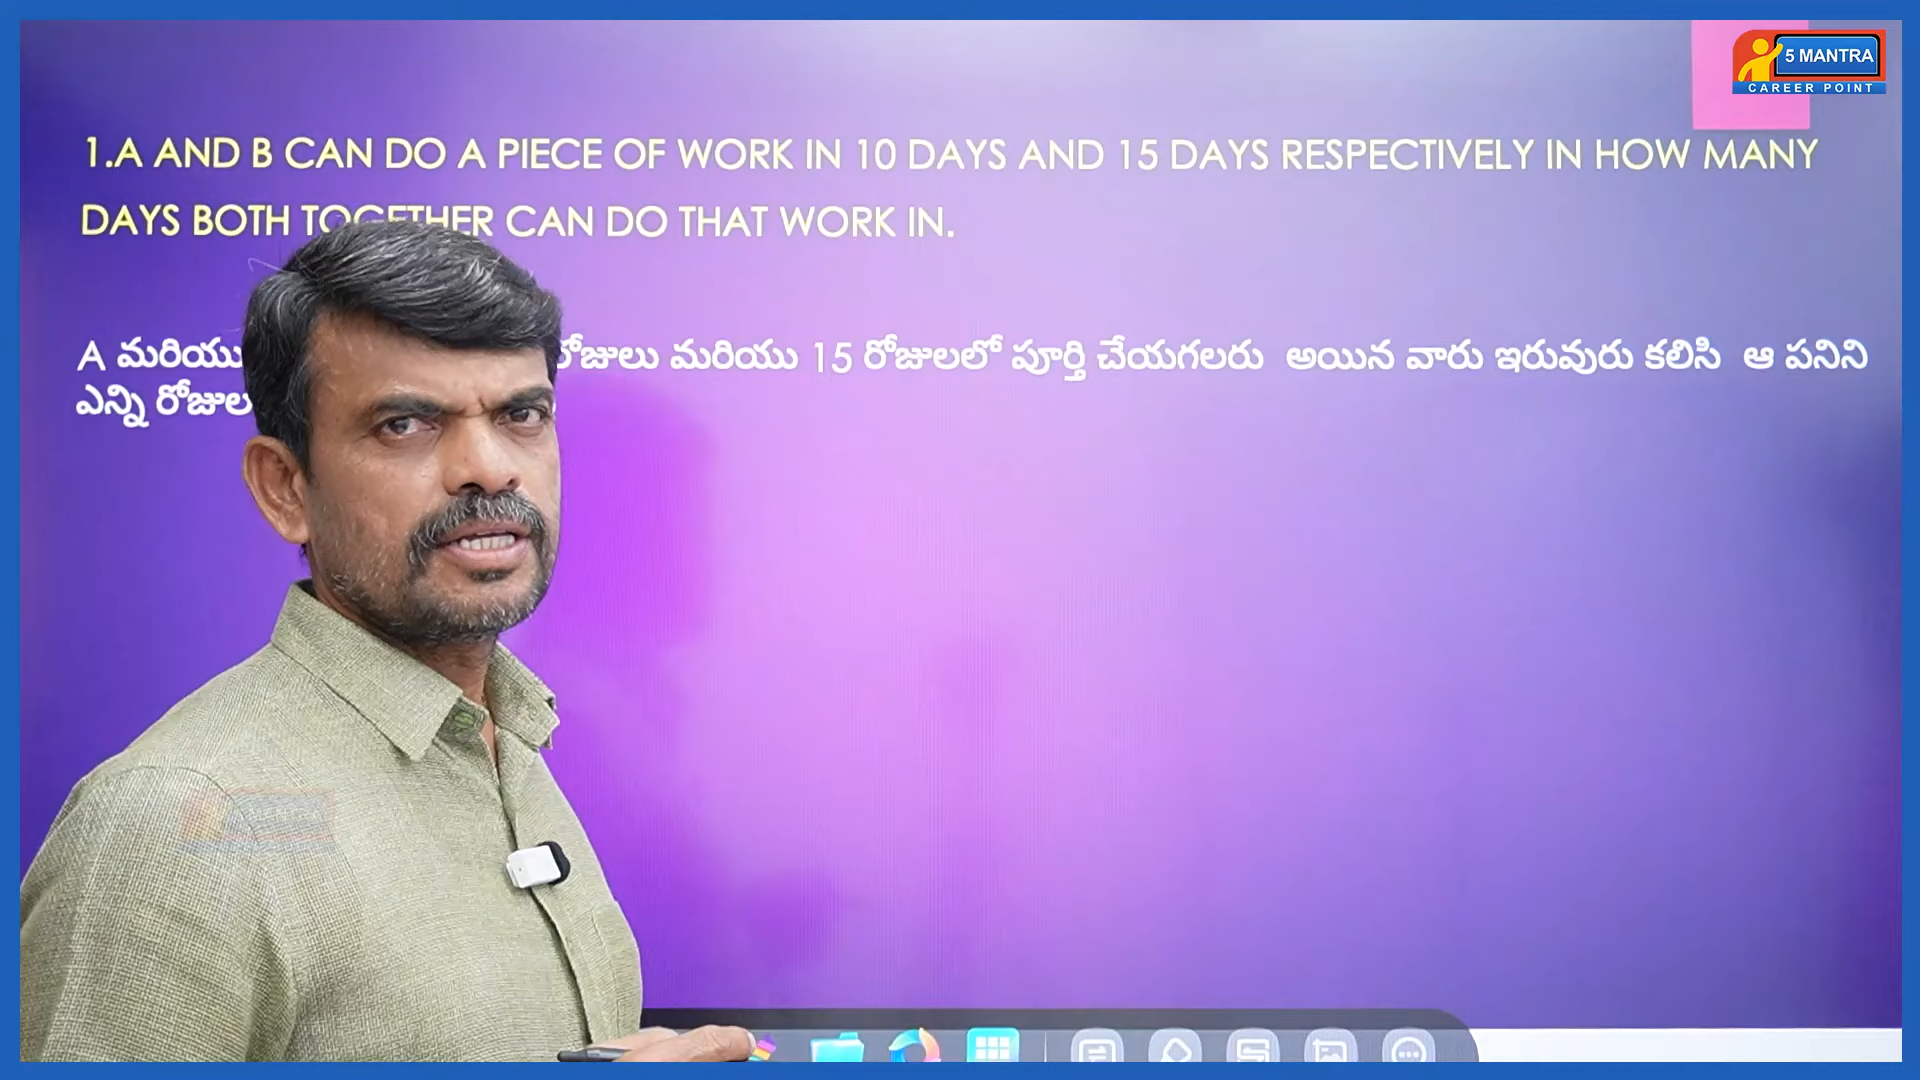 5 MANTRA
CAREER POINT
1.A AND B CAN DO A PIECE OF WORK IN 10 DAYS AND 15 DAYS RESPECTIVELY IN HOW MANY
DAYS BOTH TOGETHER CAN DO THAT WORK IN.
A మరియు రోజులు మరియు 15 రోజులలో పూర్తి చేయగలరు అయిన వారు ఇరువురు కలిసి ఆ పనిని
ఎన్ని
MANTRA